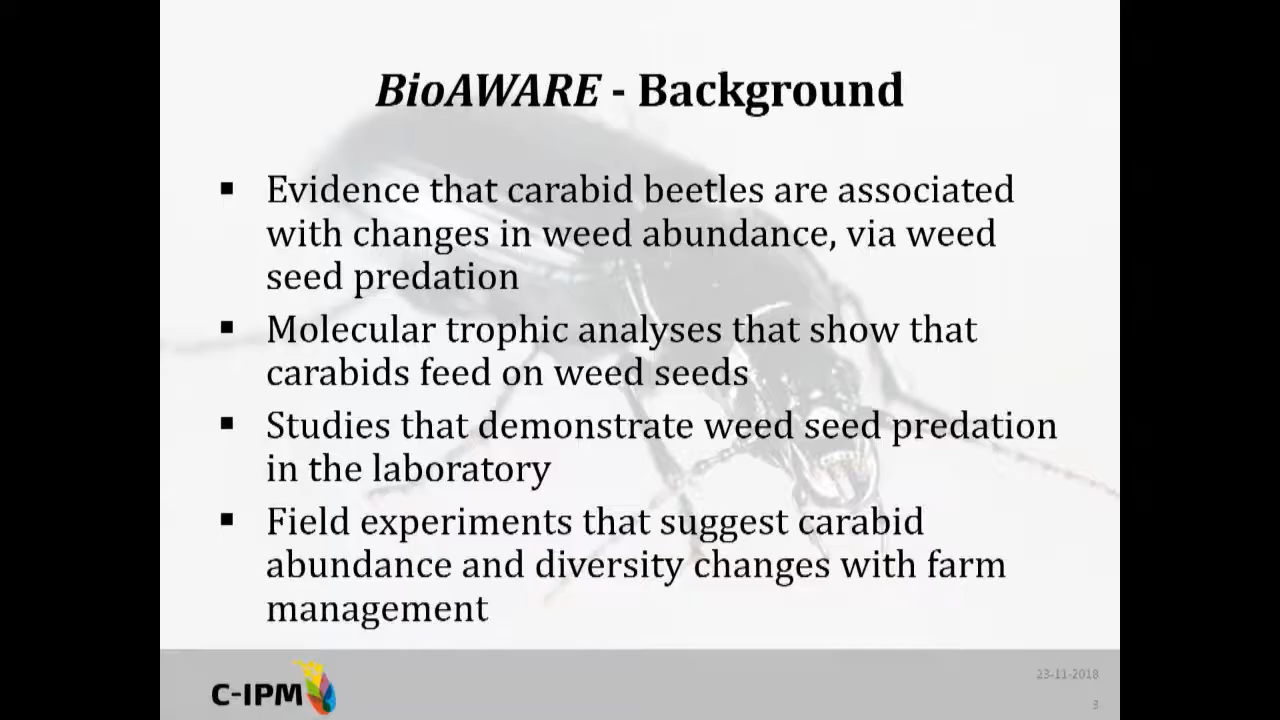 BioAWARE - Background
▪ Evidence that carabid beetles are associated
with changes in weed abundance, via weed
seed predation
▪ Molecular trophic analyses that show that
carabids feed on weed seeds
▪ Studies that demonstrate weed seed predation
in the laboratory
▪ Field experiments that suggest carabid
abundance and diversity changes with farm
management
C-IPM
23-11-2018
3